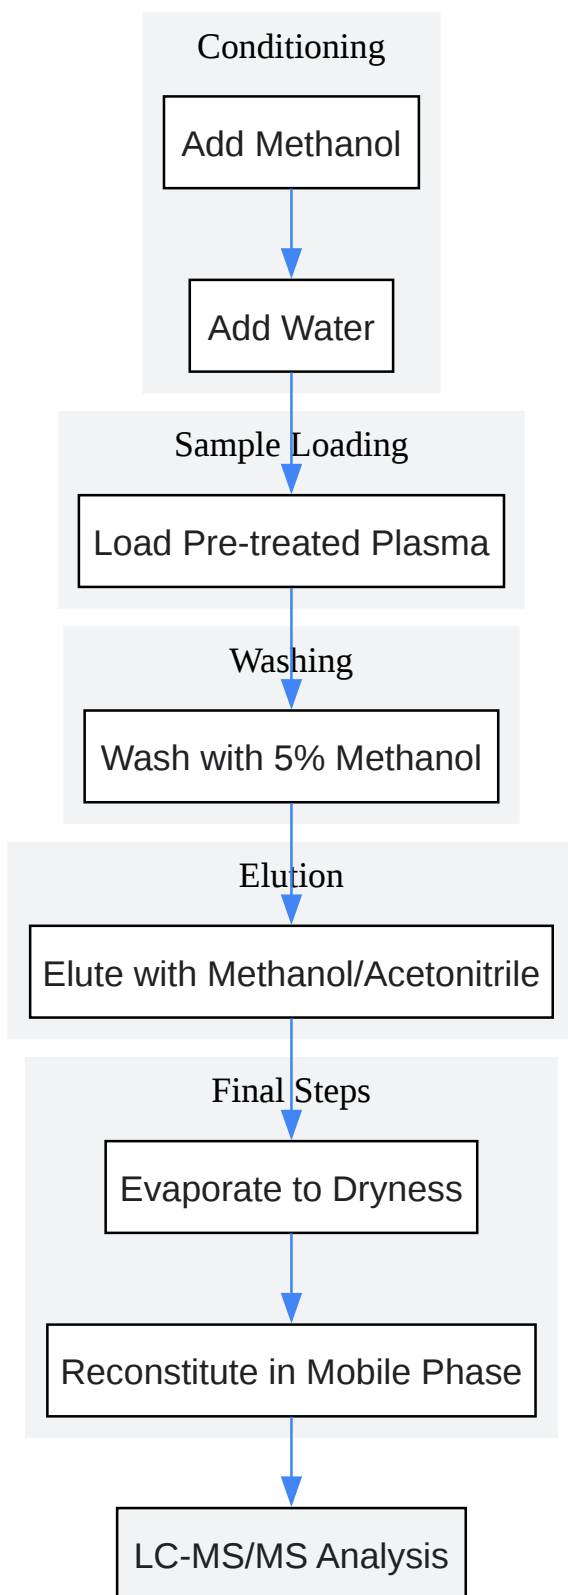 Conditioning
Add Methanol
Add Water
Sample Loading
Load Pre-treated Plasma
Washing
Wash with 5% Methanol
Elution
Elute with Methanol/Acetonitrile
Final Steps
Evaporate to Dryness
Reconstitute in Mobile Phase
LC-MS/MS Analysis